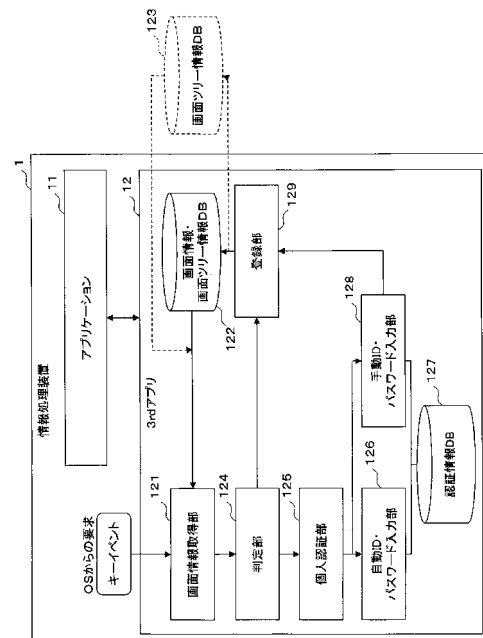 情報処理装置
1
11
アプリケーション
OSからの要求
キーイベント
12
3rdアプリ
121
画面情報取得部
画面情報・
画面ツリー情報DB
122
画面ツリー情報DB
123
124
判定部
登録部
129
125
個人認証部
126
自動ID・
パスワード入力部
手動ID・
パスワード入力部
128
認証情報DB
127